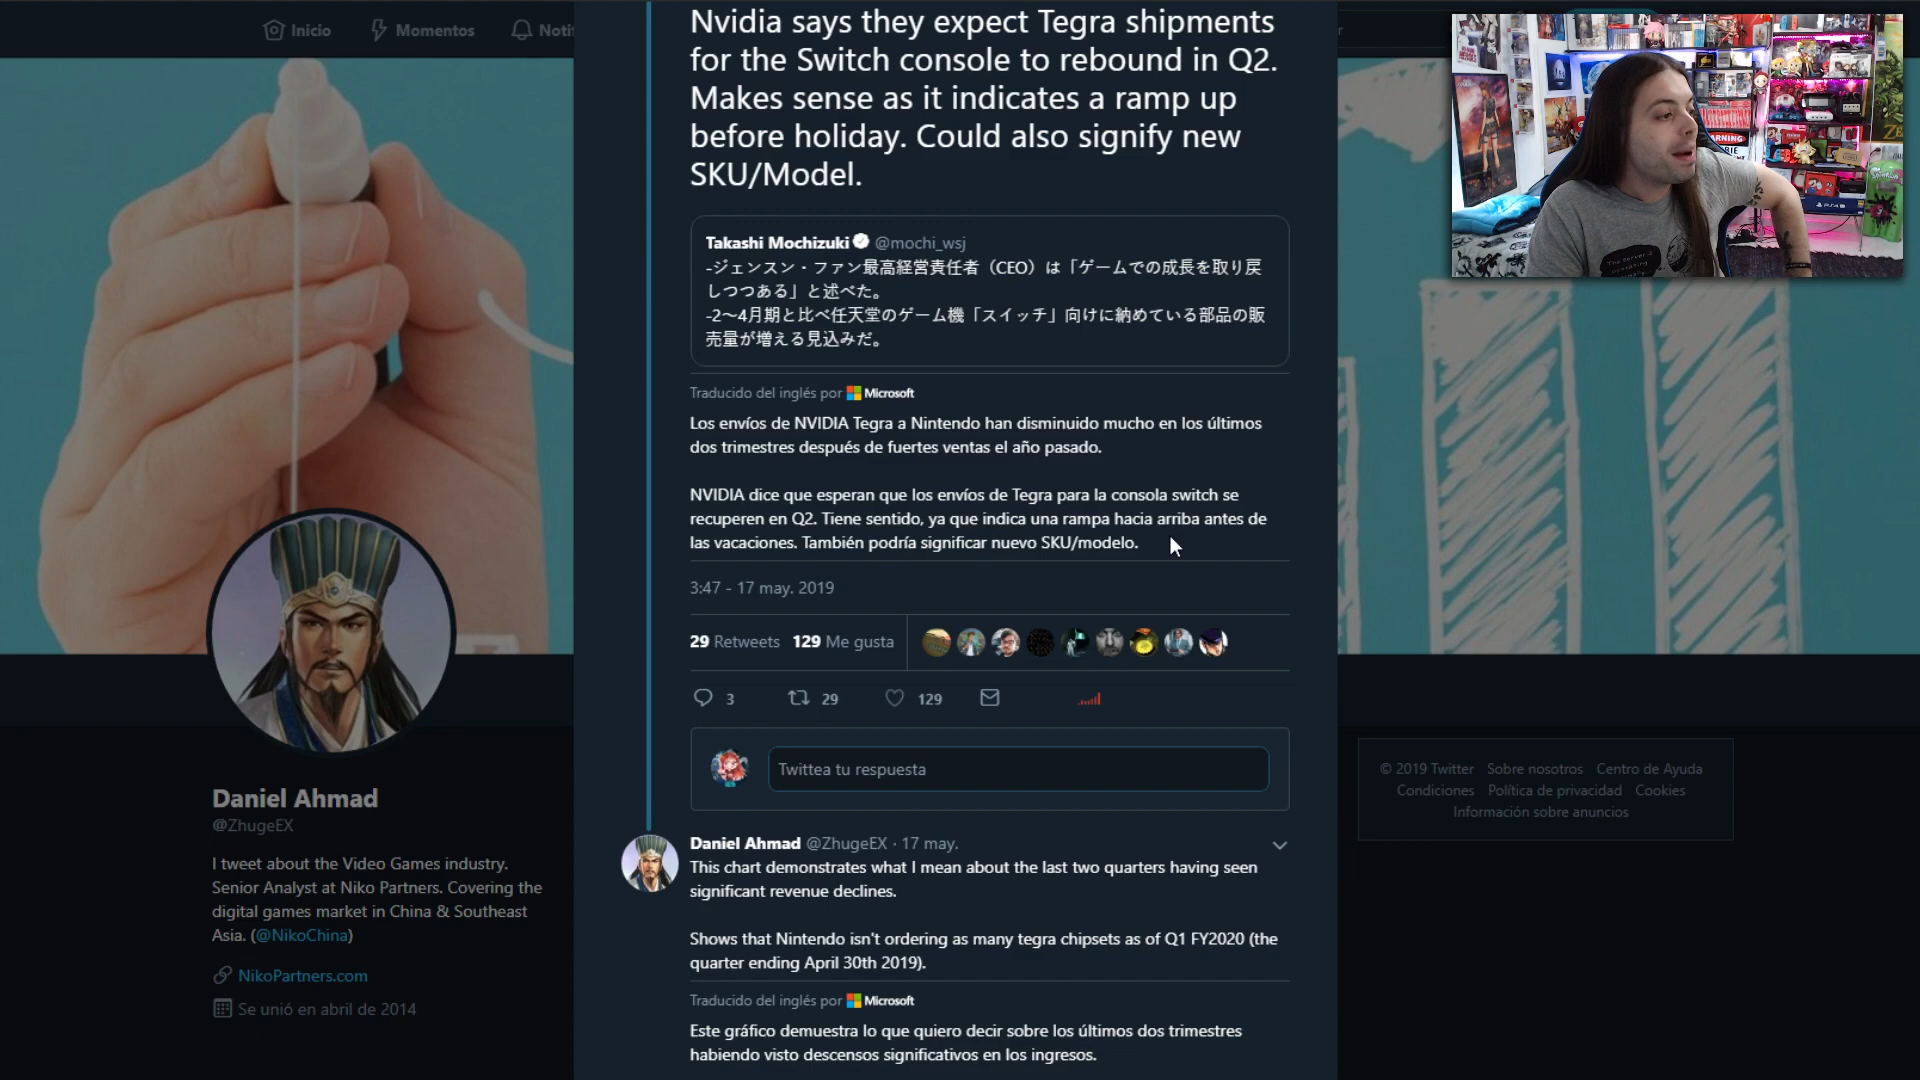 Inicio
Momentos
Notif
r
Nvidia says they expect Tegra shipments
for the Switch console to rebound in Q2.
Makes sense as it indicates a ramp up
before holiday. Could also signify new
SKU/Model.
Takashi Mochizuki @mochi_wsj
-ジェンスン・ファン最高経営責任者（CEO）は「ゲームでの成長を取り戻
しつつある」と述べた。
-2〜4月期と比べ任天堂のゲーム機「スイッチ」向けに納めている部品の販
売量が増える見込みだ。
Traducido del inglés por Microsoft
Los envíos de NVIDIA Tegra a Nintendo han disminuido mucho en los últimos
dos trimestres después de fuertes ventas el año pasado.
NVIDIA dice que esperan que los envíos de Tegra para la consola switch se
recuperen en Q2. Tiene sentido, ya que indica una rampa hacia arriba antes de
las vacaciones. También podría significar nuevo SKU/modelo.
3:47 - 17 may. 2019
29 Retweets 129 Me gusta
3 29 129
Twittea tu respuesta
Daniel Ahmad @ZhugeEX · 17 may.
This chart demonstrates what I mean about the last two quarters having seen
significant revenue declines.
Shows that Nintendo isn't ordering as many tegra chipsets as of Q1 FY2020 (the
quarter ending April 30th 2019).
Traducido del inglés por Microsoft
Este gráfico demuestra lo que quiero decir sobre los últimos dos trimestres
habiendo visto descensos significativos en los ingresos.
Daniel Ahmad
@ZhugeEX
I tweet about the Video Games industry.
Senior Analyst at Niko Partners. Covering the
digital games market in China & Southeast
Asia. (@NikoChina)
NikoPartners.com
Se unió en abril de 2014
© 2019 Twitter Sobre nosotros Centro de Ayuda
Condiciones Política de privacidad Cookies
Información sobre anuncios
WARNING
PS4